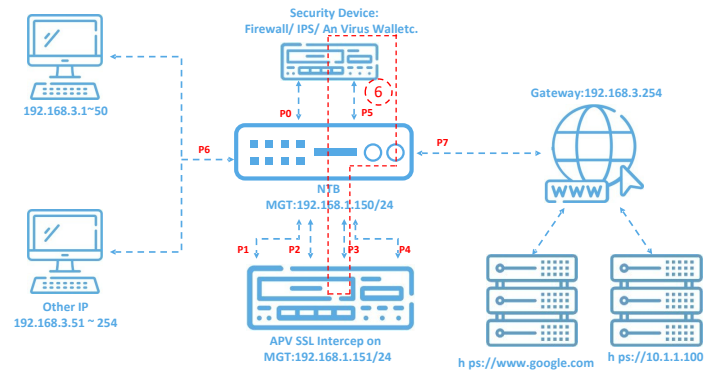 Security Device:
Firewall/ IPS/ An Virus Walletc.
6
P0
P5
192.168.3.1~50
Gateway:192.168.3.254
P6
P7
WWW
NTB
MGT:192.168.1.150/24
P1
P2
P3
P4
Other IP
192.168.3.51 ~ 254
APV SSL Intercep on
MGT:192.168.1.151/24
h ps://www.google.com
h ps://10.1.1.100